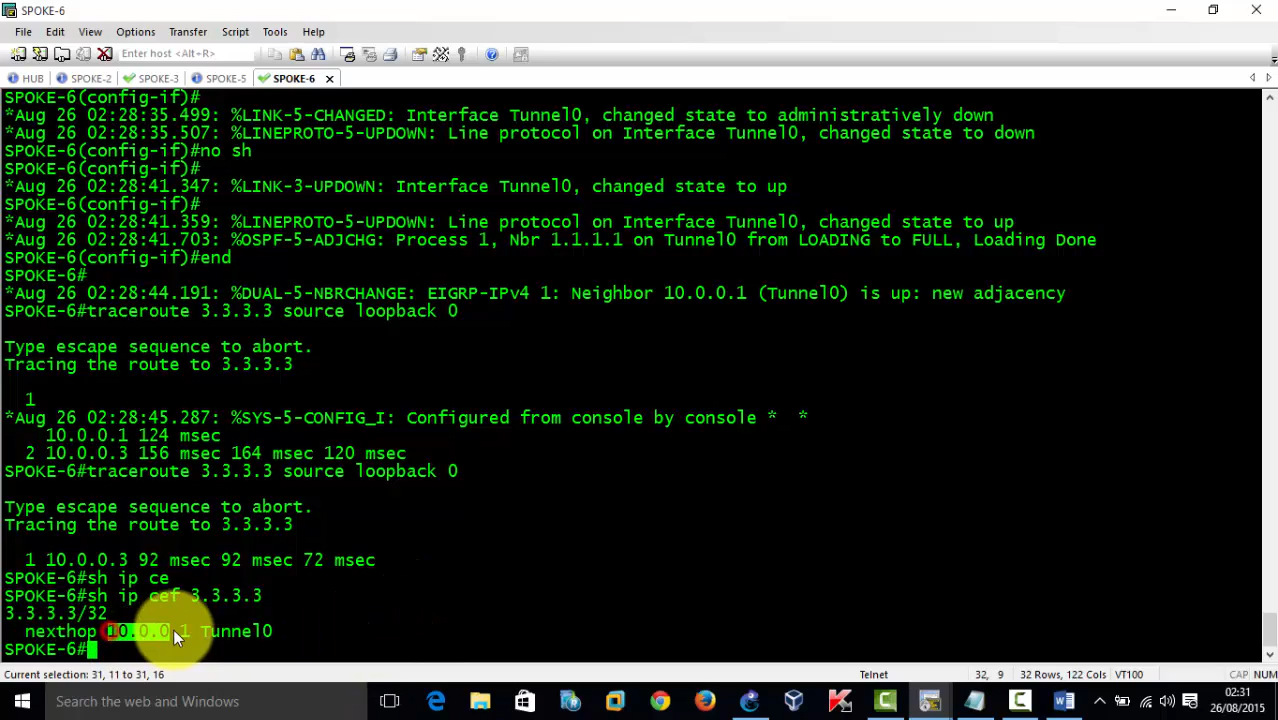 SPOKE-6
File Edit View Options Transfer Script Tools Help
Enter host <Alt+R>
HUB SPOKE-2 SPOKE-3 SPOKE-5 SPOKE-6
SPOKE-6(config-if)#
*Aug 26 02:28:35.499: %LINK-5-CHANGED: Interface Tunnel0, changed state to administratively down
*Aug 26 02:28:35.507: %LINEPROTO-5-UPDOWN: Line protocol on Interface Tunnel0, changed state to down
SPOKE-6(config-if)#no sh
SPOKE-6(config-if)#
*Aug 26 02:28:41.347: %LINK-3-UPDOWN: Interface Tunnel0, changed state to up
SPOKE-6(config-if)#
*Aug 26 02:28:41.359: %LINEPROTO-5-UPDOWN: Line protocol on Interface Tunnel0, changed state to up
*Aug 26 02:28:41.703: %OSPF-5-ADJCHG: Process 1, Nbr 1.1.1.1 on Tunnel0 from LOADING to FULL, Loading Done
SPOKE-6(config-if)#end
SPOKE-6#
*Aug 26 02:28:44.191: %DUAL-5-NBRCHANGE: EIGRP-IPv4 1: Neighbor 10.0.0.1 (Tunnel0) is up: new adjacency
SPOKE-6#traceroute 3.3.3.3 source loopback 0
Type escape sequence to abort.
Tracing the route to 3.3.3.3
1
*Aug 26 02:28:45.287: %SYS-5-CONFIG_I: Configured from console by console *  *
10.0.0.1 124 msec
2 10.0.0.3 156 msec 164 msec 120 msec
SPOKE-6#traceroute 3.3.3.3 source loopback 0
Type escape sequence to abort.
Tracing the route to 3.3.3.3
1 10.0.0.3 92 msec 92 msec 72 msec
SPOKE-6#sh ip ce
SPOKE-6#sh ip cef 3.3.3.3
3.3.3.3/32
nexthop 10.0.0.1 Tunnel0
SPOKE-6#
Current selection: 31, 11 to 31, 16 Telnet 32, 9 32 Rows, 122 Cols VT100 CAP NUM
Search the web and Windows
02:31
26/08/2015